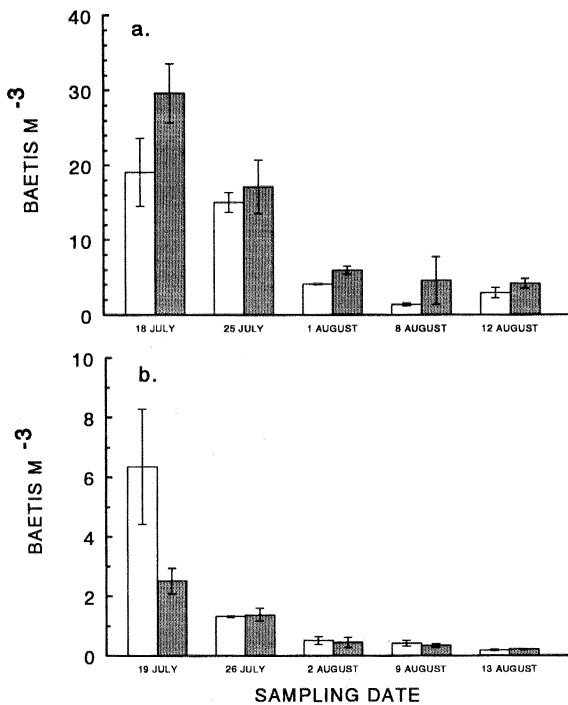 a.
BAETIS M -3
40
30
20
10
0
18 JULY 25 JULY 1 AUGUST 8 AUGUST 12 AUGUST
b.
BAETIS M -3
10
8
6
4
2
0
19 JULY 26 JULY 2 AUGUST 9 AUGUST 13 AUGUST
SAMPLING DATE